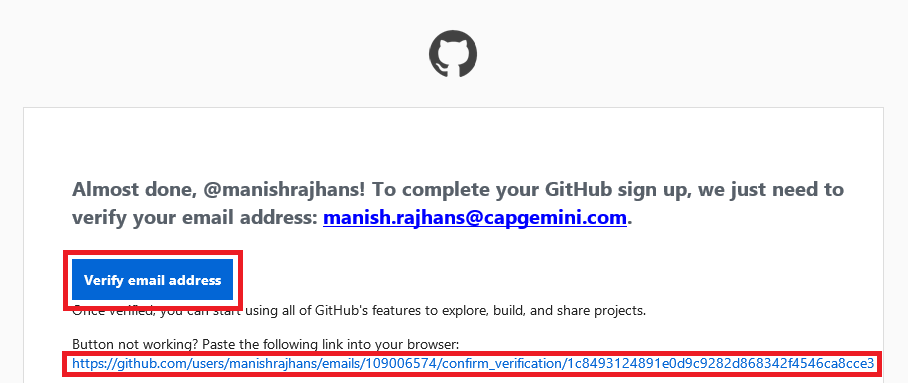 Almost done, @manishrajhans! To complete your GitHub sign up, we just need to
verify your email address: manish.rajhans@capgemini.com.
Verify email address
Once verified, you can start using all of GitHub's features to explore, build, and share projects.
Button not working? Paste the following link into your browser:
https://github.com/users/manishrajhans/emails/109006574/confirm_verification/1c8493124891e0d9c9282d868342f4546ca8cce3